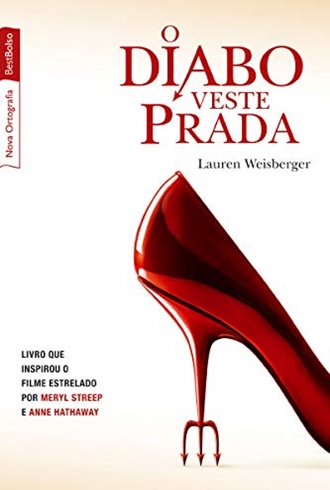 O
DIABO
VESTE
PRADA
Lauren Weisberger
BestBolso
Nova Ortografia
LIVRO QUE
INSPIROU O
FILME ESTRELADO
POR MERYL STREEP
E ANNE HATHAWAY